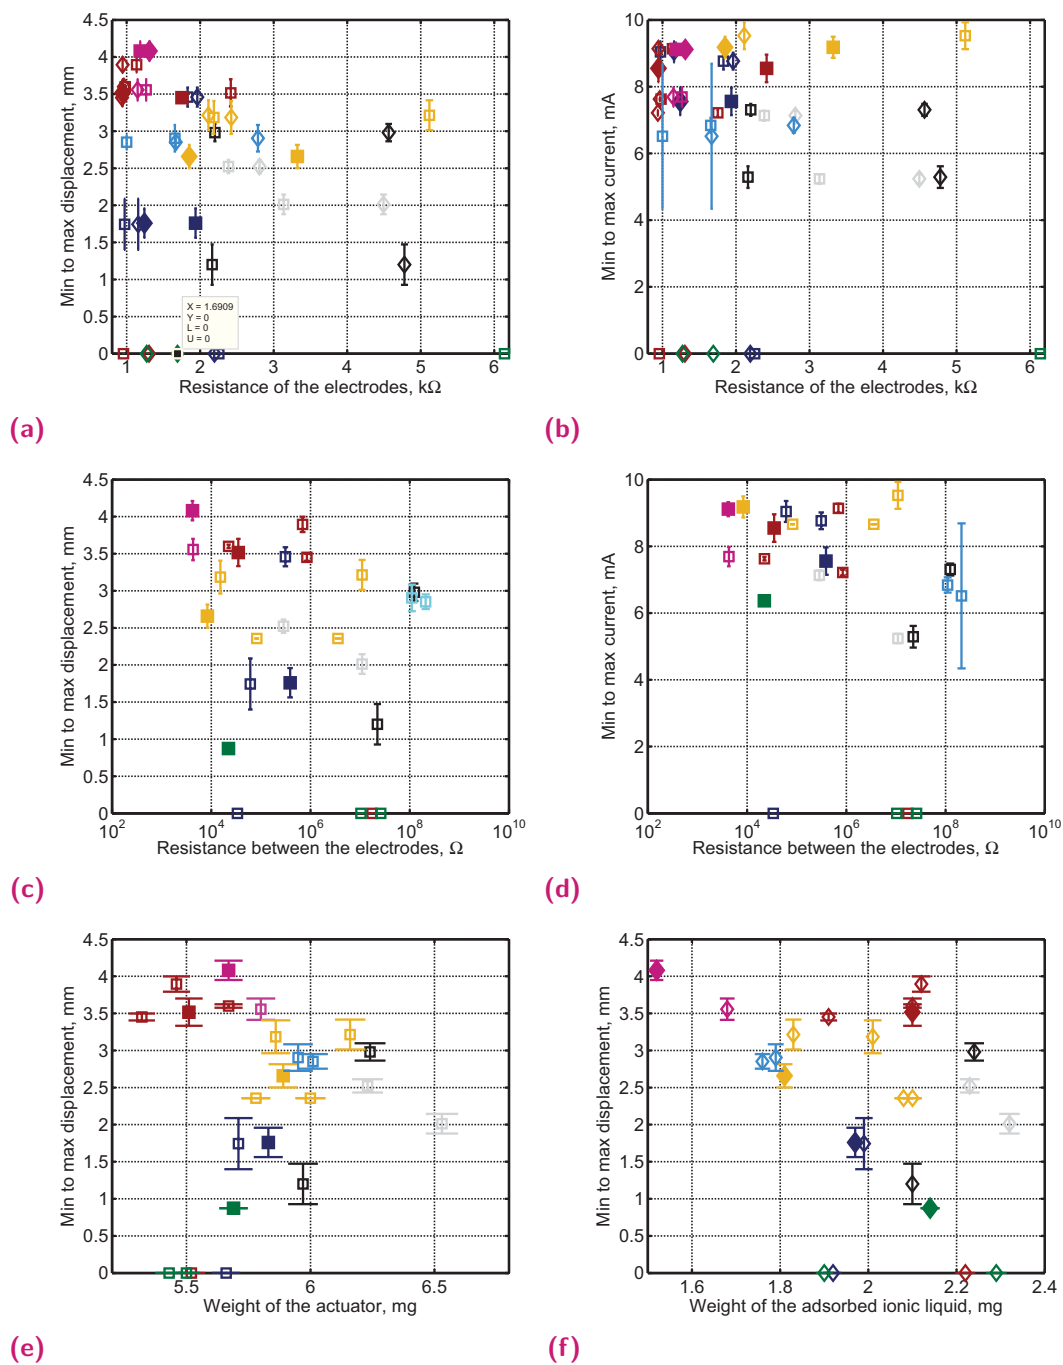 4.5
4
3.5
3
2.5
2
1.5
1
0.5
0
Min to max displacement, mm
X = 1.6909
Y = 0
L = 0
U = 0
1 2 3 4 5 6
Resistance of the electrodes, kΩ
(a)
10
8
6
4
2
0
Min to max current, mA
1 2 3 4 5 6
Resistance of the electrodes, kΩ
(b)
4.5
4
3.5
3
2.5
2
1.5
1
0.5
0
Min to max displacement, mm
10² 10⁴ 10⁶ 10⁸ 10¹⁰
Resistance between the electrodes, Ω
(c)
10
8
6
4
2
0
Min to max current, mA
10² 10⁴ 10⁶ 10⁸ 10¹⁰
Resistance between the electrodes, Ω
(d)
4.5
4
3.5
3
2.5
2
1.5
1
0.5
0
Min to max displacement, mm
5.5 6 6.5
Weight of the actuator, mg
(e)
4.5
4
3.5
3
2.5
2
1.5
1
0.5
0
Min to max displacement, mm
1.6 1.8 2 2.2 2.4
Weight of the adsorbed ionic liquid, mg
(f)